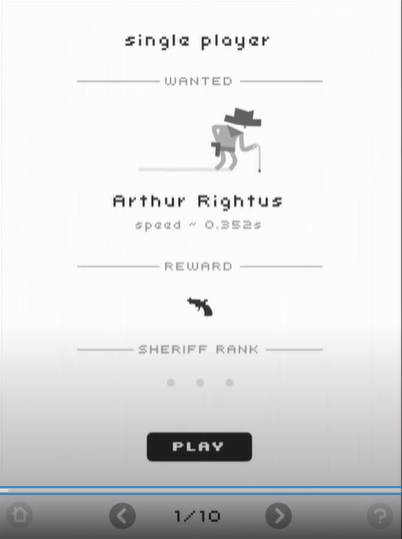 single player
WANTED
Arthur Rightus
speed ~ 0.352s
REWARD
SHERIFF RANK
PLAY
1/10
?